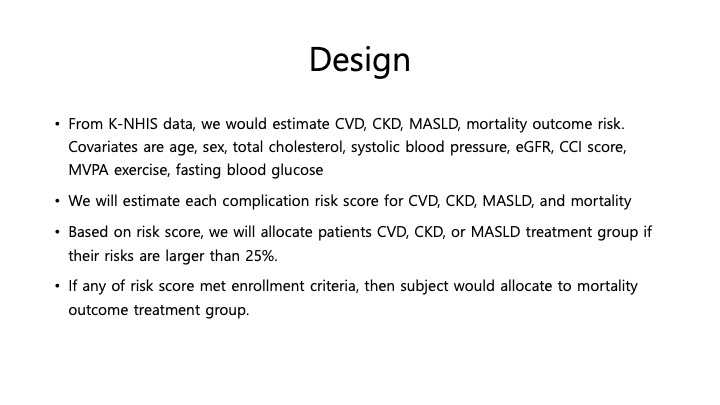 Design
• From K-NHIS data, we would estimate CVD, CKD, MASLD, mortality outcome risk.
Covariates are age, sex, total cholesterol, systolic blood pressure, eGFR, CCI score,
MVPA exercise, fasting blood glucose
• We will estimate each complication risk score for CVD, CKD, MASLD, and mortality
• Based on risk score, we will allocate patients CVD, CKD, or MASLD treatment group if
their risks are larger than 25%.
• If any of risk score met enrollment criteria, then subject would allocate to mortality
outcome treatment group.